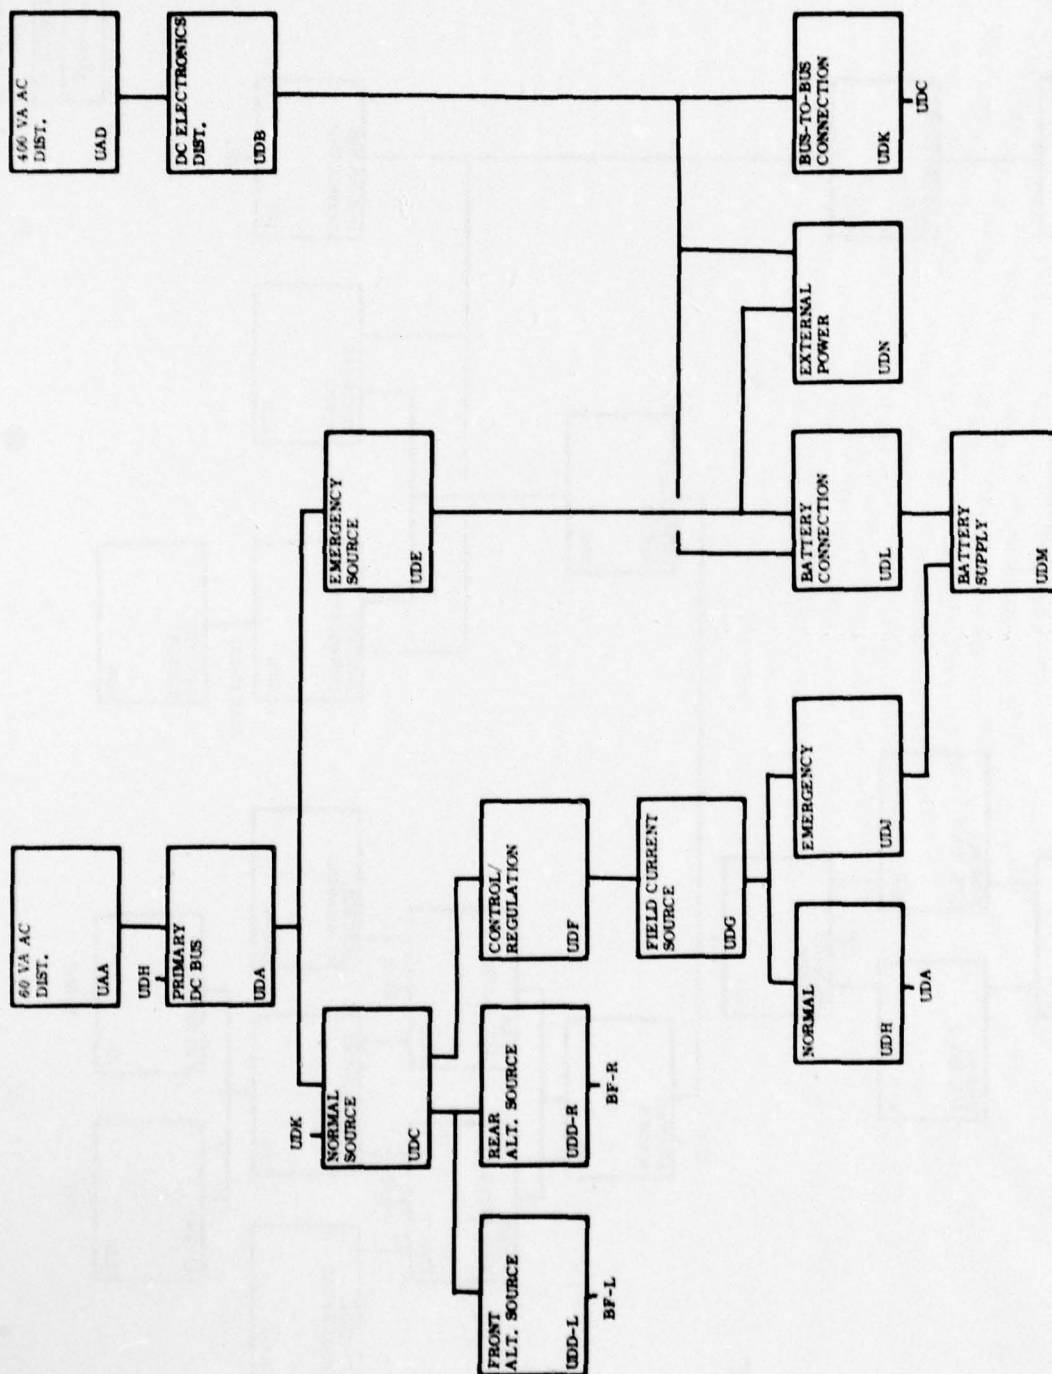 400 VA AC
DIST.
UAD
DC ELECTRONICS
DIST.
UDB
BUS-TO-BUS
CONNECTION
UDK
UDC
EXTERNAL
POWER
UDN
EMERGENCY
SOURCE
UDE
BATTERY
CONNECTION
UDL
BATTERY
SUPPLY
UDM
60 VA AC
DIST.
UAA
UDH
PRIMARY
DC BUS
UDA
UDK
NORMAL
SOURCE
UDC
CONTROL/
REGULATION
UDF
FIELD CURRENT
SOURCE
UDG
EMERGENCY
UDJ
NORMAL
UDH
UDA
REAR
ALT. SOURCE
UDD-R
BF-R
FRONT
ALT. SOURCE
UDD-L
BF-L